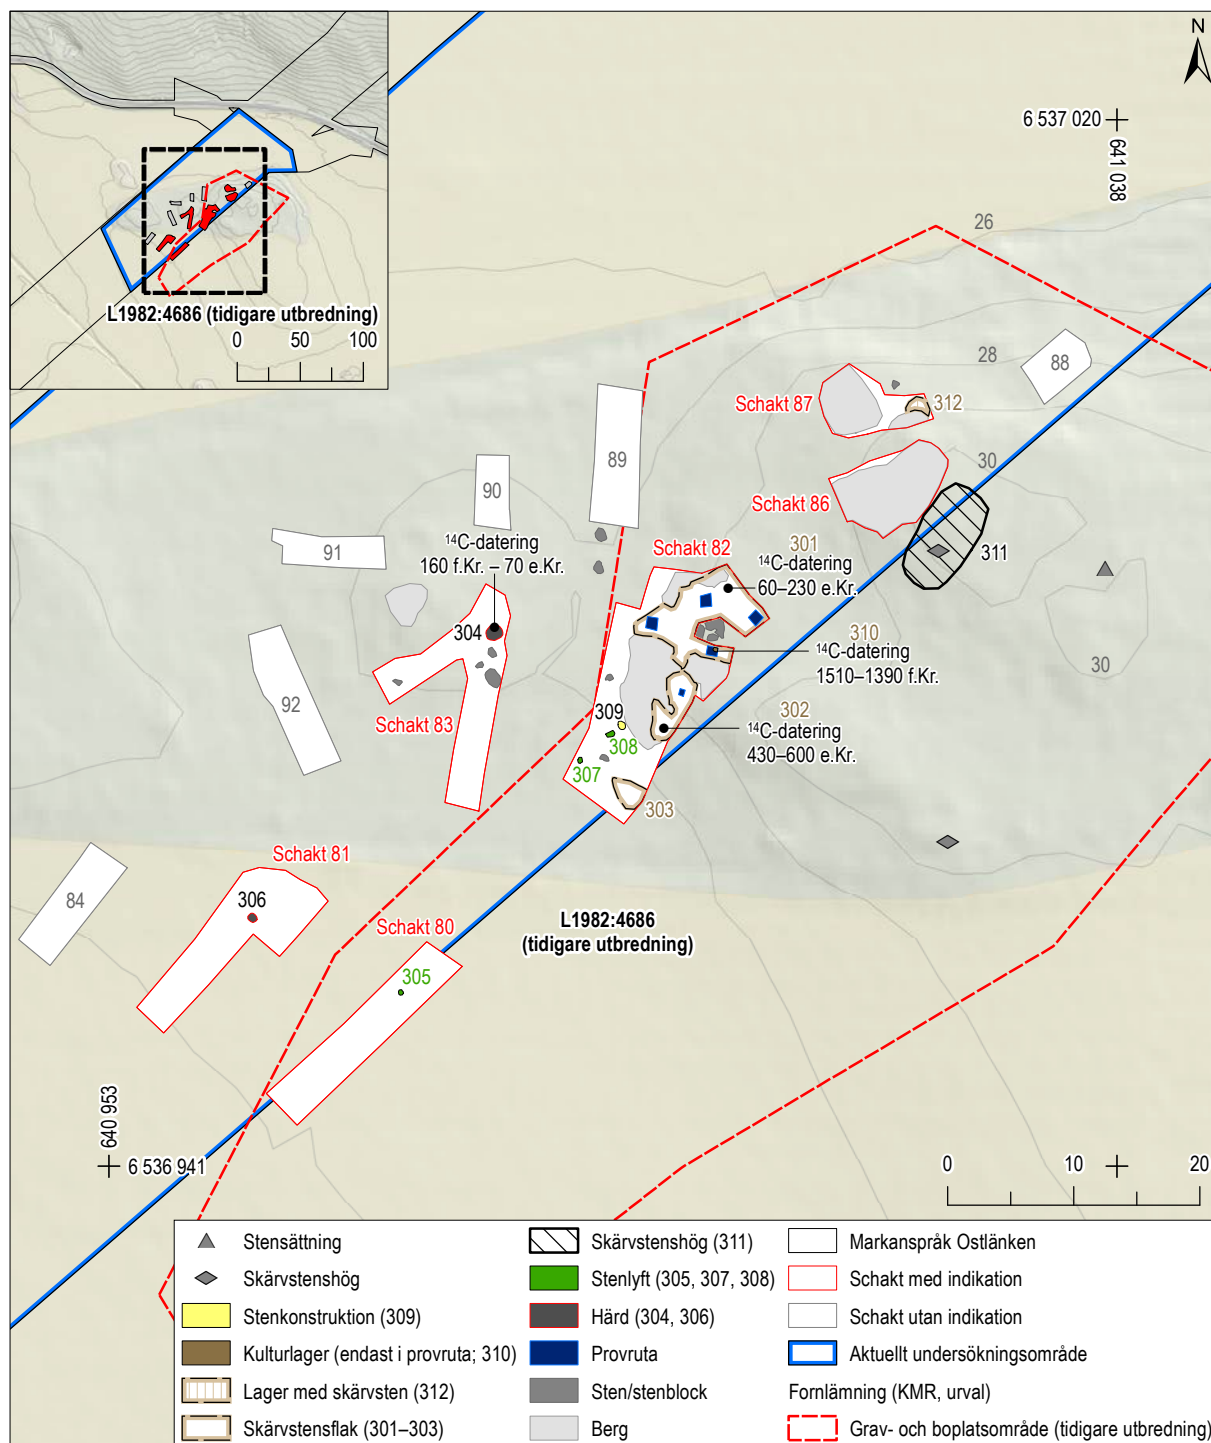 L1982:4686 (tidigare utbredning)
0 50 100
N
6 537 020
641 038
26
28
88
Schakt 87
312
89
30
90
Schakt 86
¹⁴C-datering
160 f.Kr. – 70 e.Kr.
91
Schakt 82
301
¹⁴C-datering
60–230 e.Kr.
311
304
310
¹⁴C-datering
1510–1390 f.Kr.
30
92
Schakt 83
309
308
302
¹⁴C-datering
430–600 e.Kr.
307
303
Schakt 81
84
306
L1982:4686
(tidigare utbredning)
Schakt 80
305
640 953
6 536 941
0 10 20
Stensättning
Skärvstenshög
Stenkonstruktion (309)
Kulturlager (endast i provruta; 310)
Lager med skärvsten (312)
Skärvstensflak (301–303)
Skärvstenshög (311)
Stenlyft (305, 307, 308)
Härd (304, 306)
Provruta
Sten/stenblock
Berg
Markanspråk Ostlänken
Schakt med indikation
Schakt utan indikation
Aktuellt undersökningsområde
Fornlämning (KMR, urval)
Grav- och boplatsområde (tidigare utbredning)